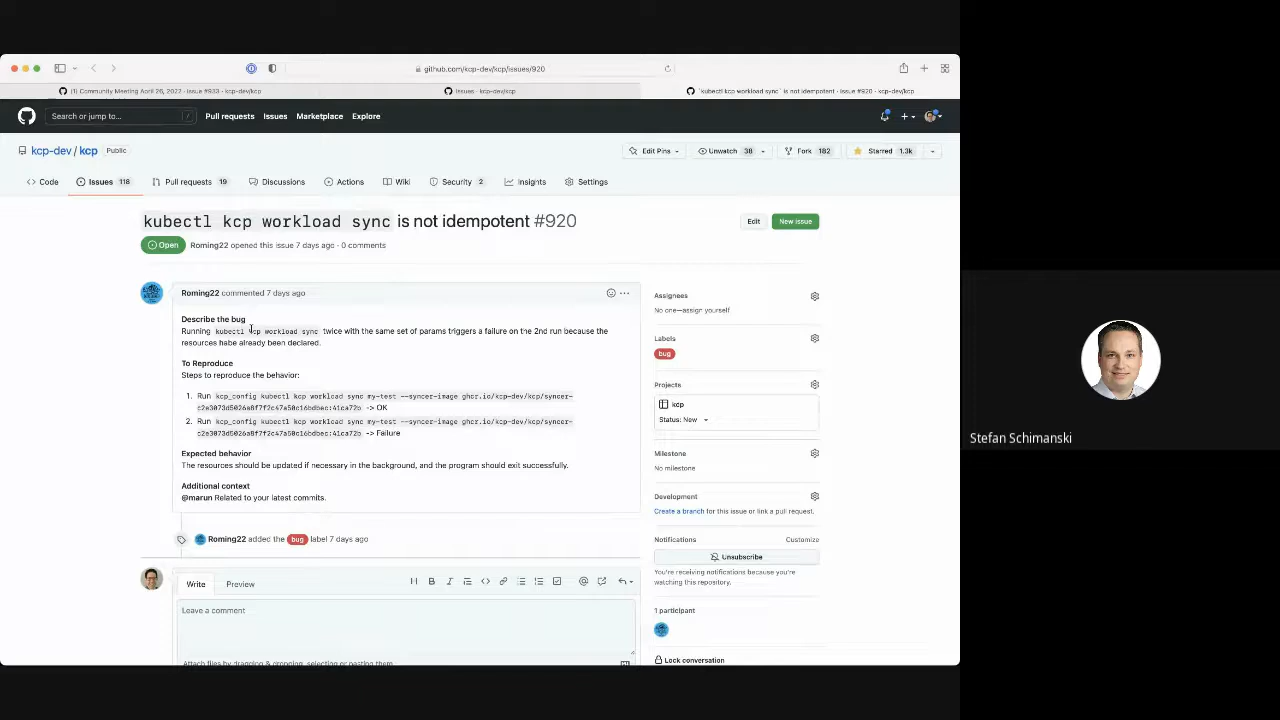 github.com/kcp-dev/kcp/issues/920
(1) Community Meeting April 26, 2022 · Issue #933 · kcp-dev/kcp
Issues · kcp-dev/kcp
`kubectl kcp workload sync` is not idempotent · Issue #920 · kcp-dev/kcp
Search or jump to...
/
Pull requests
Issues
Marketplace
Explore
kcp-dev / kcp
Public
Edit Pins
Unwatch 38
Fork 182
Starred 1.3k
Code
Issues 118
Pull requests 19
Discussions
Actions
Wiki
Security 2
Insights
Settings
kubectl kcp workload sync is not idempotent #920
Edit
New issue
Open
Roming22 opened this issue 7 days ago · 0 comments
Roming22 commented 7 days ago
Describe the bug
Running kubectl kcp workload sync twice with the same set of params triggers a failure on the 2nd run because the
resources habe already been declared.
To Reproduce
Steps to reproduce the behavior:
1. Run kcp_config kubectl kcp workload sync my-test --syncer-image ghcr.io/kcp-dev/kcp/syncer-
c2e3073d5026a8f7f2c47a50c16bdbec:41ca72b -> OK
2. Run kcp_config kubectl kcp workload sync my-test --syncer-image ghcr.io/kcp-dev/kcp/syncer-
c2e3073d5026a8f7f2c47a50c16bdbec:41ca72b -> Failure
Expected behavior
The resources should be updated if necessary in the background, and the program should exit successfully.
Additional context
@marun Related to your latest commits.
Roming22 added the bug label 7 days ago
Write
Preview
Leave a comment
Attach files by dragging & dropping, selecting or pasting them.
Assignees
No one—assign yourself
Labels
bug
Projects
kcp
Status: New
Milestone
No milestone
Development
Create a branch for this issue or link a pull request.
Notifications
Customize
Unsubscribe
You're receiving notifications because you're
watching this repository.
1 participant
Lock conversation
Stefan Schimanski